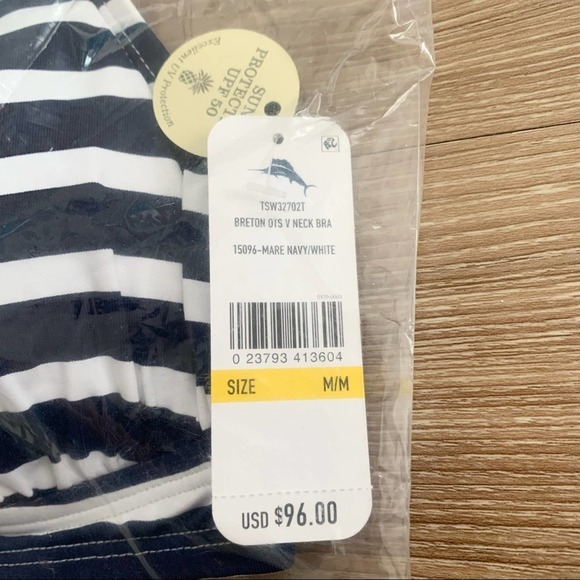 Excellent UV Protection
SUN
UPF 50
TSW32702T
BRETON OTS V NECK BRA
15096-MARE NAVY/WHITE
0 23793 413604
SIZE M/M
USD $96.00